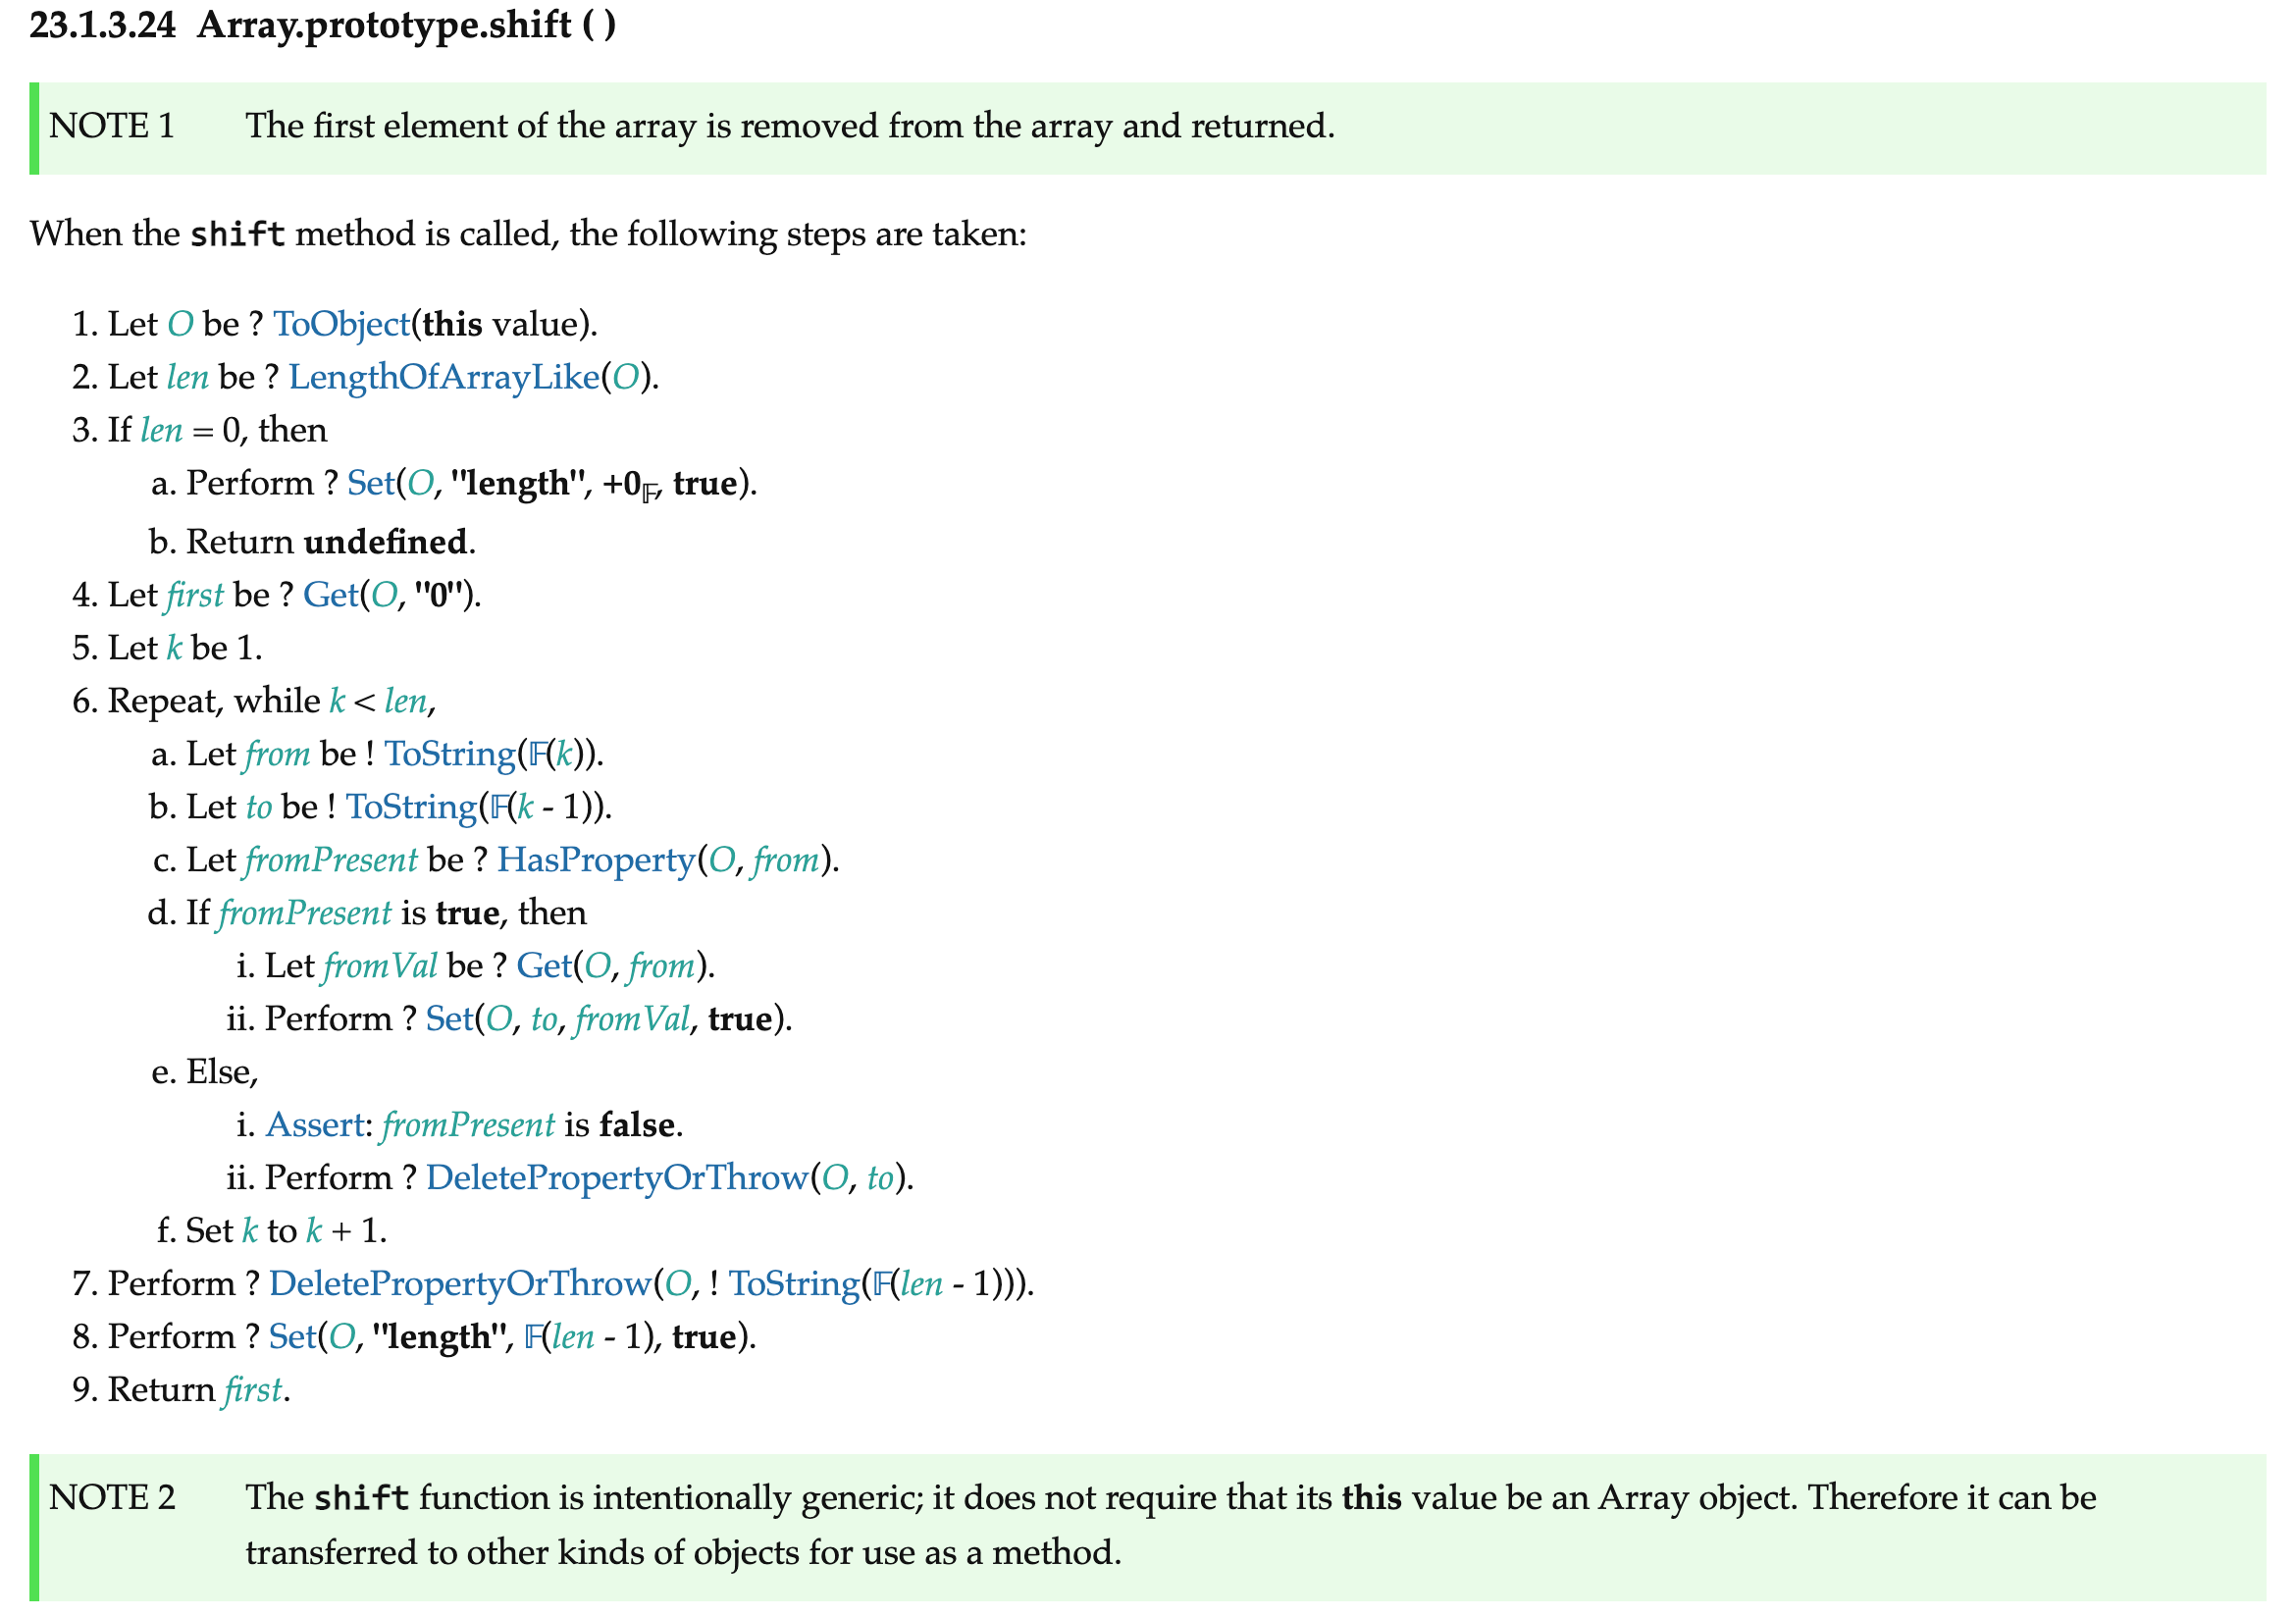 23.1.3.24 Array.prototype.shift ( )
NOTE 1 The first element of the array is removed from the array and returned.
When the shift method is called, the following steps are taken:
1. Let O be ? ToObject(this value).
2. Let len be ? LengthOfArrayLike(O).
3. If len = 0, then
a. Perform ? Set(O, "length", +0𝔽, true).
b. Return undefined.
4. Let first be ? Get(O, "0").
5. Let k be 1.
6. Repeat, while k < len,
a. Let from be ! ToString(𝔽(k)).
b. Let to be ! ToString(𝔽(k - 1)).
c. Let fromPresent be ? HasProperty(O, from).
d. If fromPresent is true, then
i. Let fromVal be ? Get(O, from).
ii. Perform ? Set(O, to, fromVal, true).
e. Else,
i. Assert: fromPresent is false.
ii. Perform ? DeletePropertyOrThrow(O, to).
f. Set k to k + 1.
7. Perform ? DeletePropertyOrThrow(O, ! ToString(𝔽(len - 1))).
8. Perform ? Set(O, "length", 𝔽(len - 1), true).
9. Return first.
NOTE 2 The shift function is intentionally generic; it does not require that its this value be an Array object. Therefore it can be
transferred to other kinds of objects for use as a method.